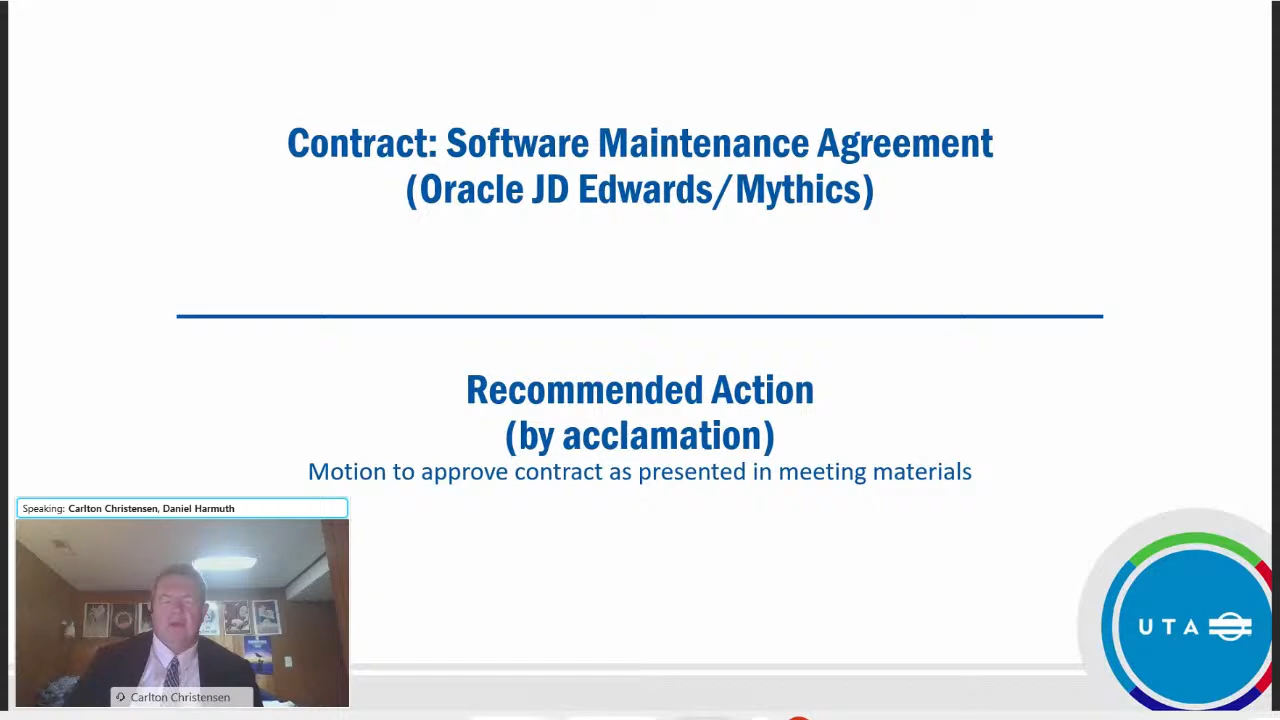 Contract: Software Maintenance Agreement
(Oracle JD Edwards/Mythics)
Recommended Action
(by acclamation)
Motion to approve contract as presented in meeting materials
Speaking: Carlton Christensen, Daniel Harmuth
Carlton Christensen
UTA